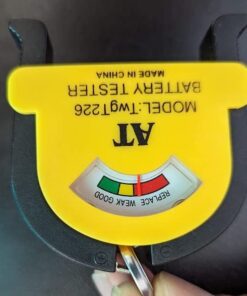 AT
MODEL:TwgT226
BATTERY TESTER
MADE IN CHINA
REPLACE WEAK GOOD